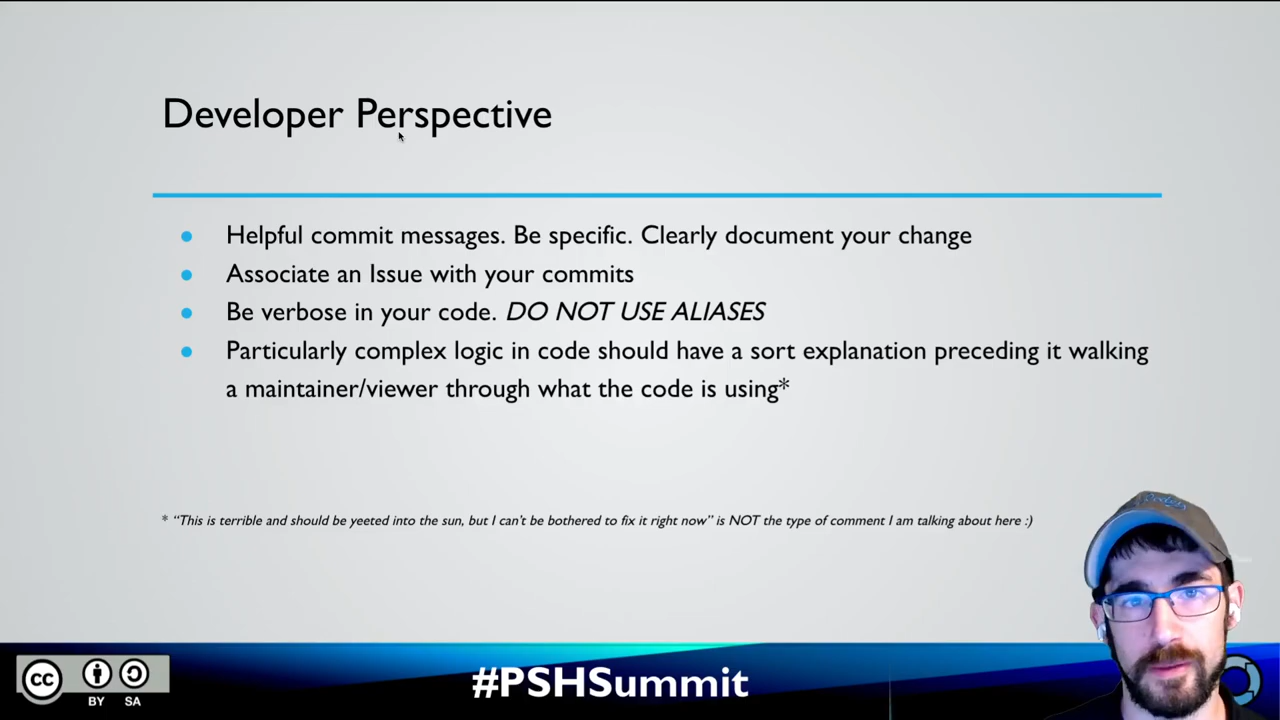 Developer Perspective
Helpful commit messages. Be specific. Clearly document your change
Associate an Issue with your commits
Be verbose in your code. DO NOT USE ALIASES
Particularly complex logic in code should have a sort explanation preceding it walking
a maintainer/viewer through what the code is using*
* “This is terrible and should be yeeted into the sun, but I can’t be bothered to fix it right now” is NOT the type of comment I am talking about here :)
#PSHSummit
cc
BY SA